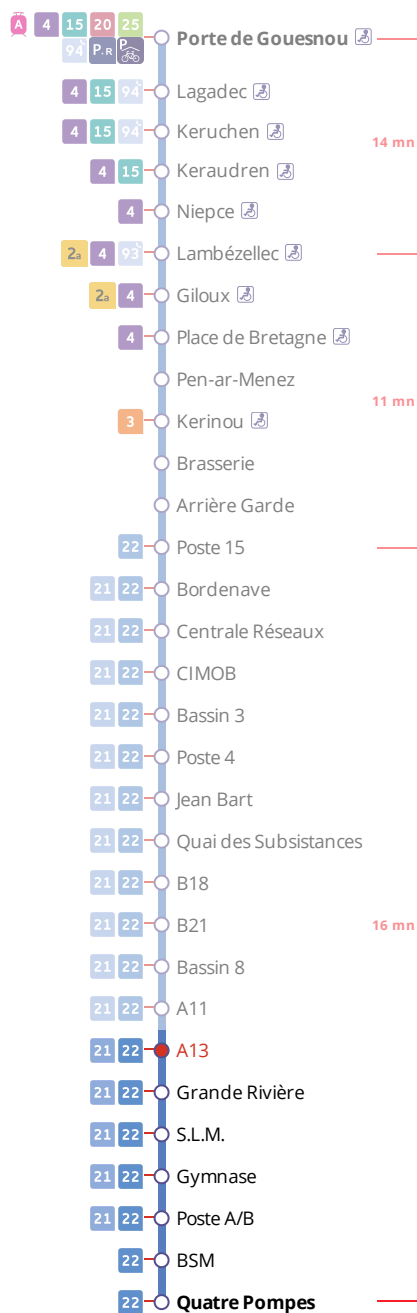 A 4 15 20 25
94 P+R P Porte de Gouesnou
4 15 94 Lagadec
4 15 94 Keruchen
14 mn
4 15 Keraudren
4 Niepce
2a 4 93 Lambézellec
2a 4 Giloux
4 Place de Bretagne
Pen-ar-Menez
11 mn
3 Kerinou
Brasserie
Arrière Garde
22 Poste 15
21 22 Bordenave
21 22 Centrale Réseaux
21 22 CIMOB
21 22 Bassin 3
21 22 Poste 4
21 22 Jean Bart
21 22 Quai des Subsistances
21 22 B18
21 22 B21
16 mn
21 22 Bassin 8
21 22 A11
21 22 A13
21 22 Grande Rivière
21 22 S.L.M.
21 22 Gymnase
21 22 Poste A/B
22 BSM
22 Quatre Pompes